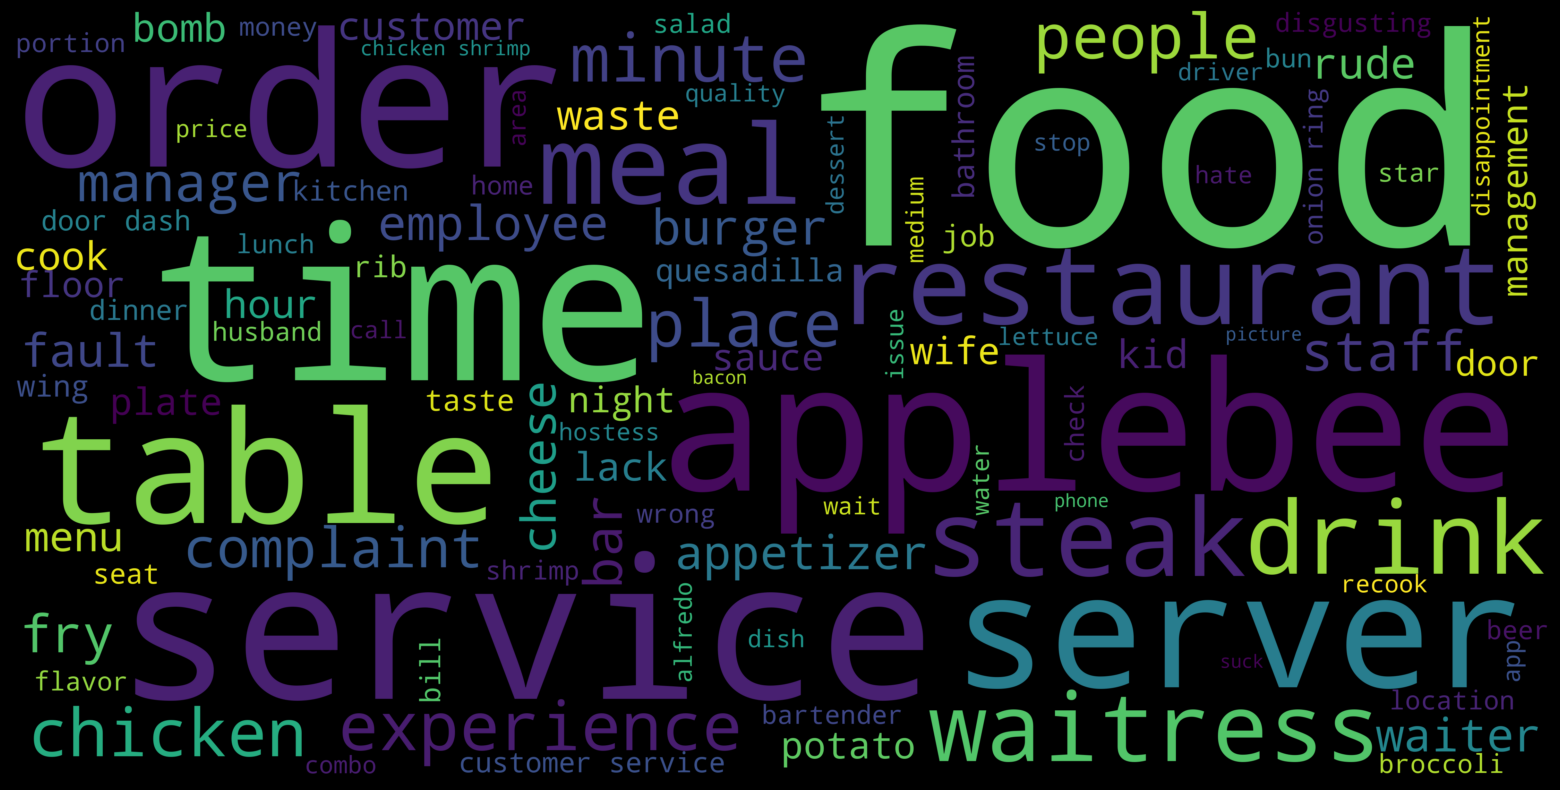 portion
bomb
money
customer
chicken shrimp
salad
minute
people
disgusting
order
price
area
waste
quality
meal
food
driver
bun
rude
disappointment
management
bathroom
stop
hate
onion ring
star
manager
kitchen
home
dessert
medium
job
door dash
employee
burger
cook
lunch
rib
quesadilla
restaurant
floor
time
hour
dinner
husband
call
place
fault
sauce
issue
wife
lettuce
picture
kid
staff
door
wing
plate
taste
cheese
night
bacon
applebee
check
table
hostess
lack
water
phone
menu
complaint
bar
wrong
wait
appetizer
steak
drink
seat
shrimp
recook
service
server
beer
fry
bill
alfredo
dish
suck
app
flavor
location
chicken
experience
bartender
waitress
waiter
combo
customer service
potato
broccoli